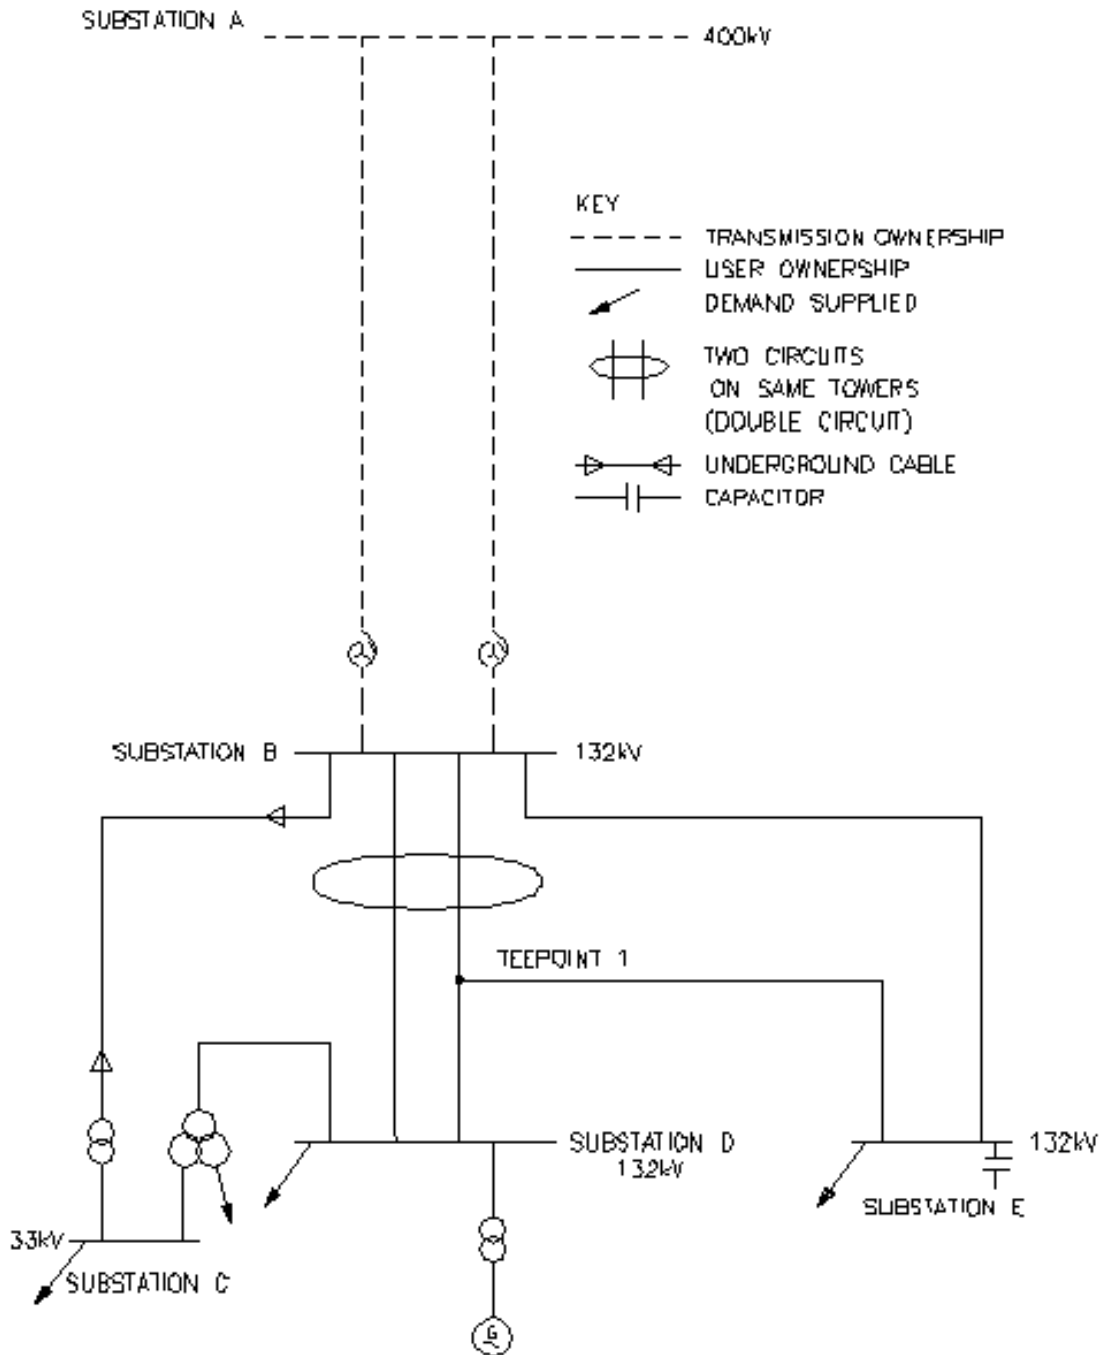 SUBSTATION A
400kV
KEY
TRANSMISSION OWNERSHIP
USER OWNERSHIP
DEMAND SUPPLIED
TWO CIRCUITS
ON SAME TOWERS
(DOUBLE CIRCUIT)
UNDERGROUND CABLE
CAPACITOR
SUBSTATION B
132kV
TEEPOINT 1
SUBSTATION D
132kV
132kV
SUBSTATION E
33kV
SUBSTATION C
G